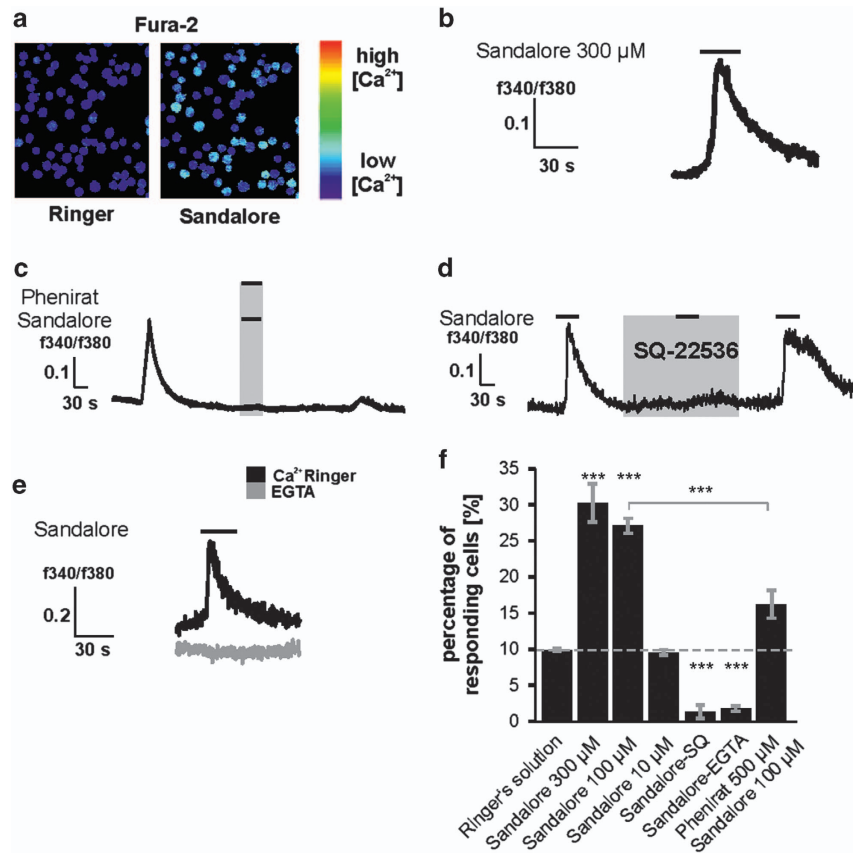 a
Fura-2
Ringer
Sandalore
high
[Ca²⁺]
low
[Ca²⁺]
b
Sandalore 300 µM
f340/f380
0.1
30 s
c
Phenirat
Sandalore
f340/f380
0.1
30 s
d
Sandalore
f340/f380
0.1
30 s
SQ-22536
e
Ca²⁺ Ringer
EGTA
Sandalore
f340/f380
0.2
30 s
f
percentage of
responding cells [%]
35
30
25
20
15
10
5
0
*** *** ***
*** ***
Ringer's solution
Sandalore 300 µM
Sandalore 100 µM
Sandalore 10 µM
Sandalore-SQ
Sandalore-EGTA
Phenirat 500 µM
Sandalore 100 µM